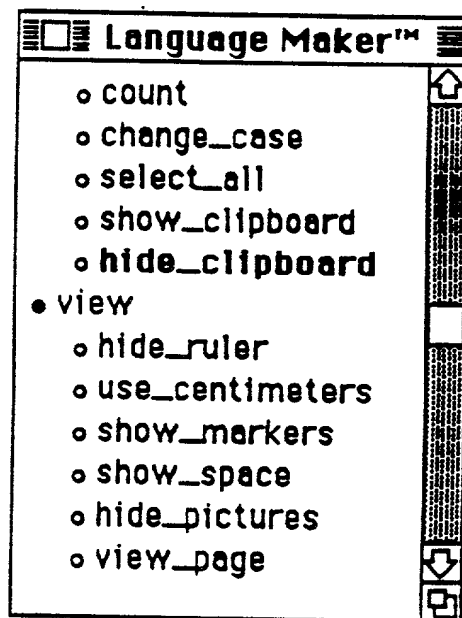 Language Maker™
count
change_case
select_all
show_clipboard
hide_clipboard
view
hide_ruler
use_centimeters
show_markers
show_space
hide_pictures
view_page